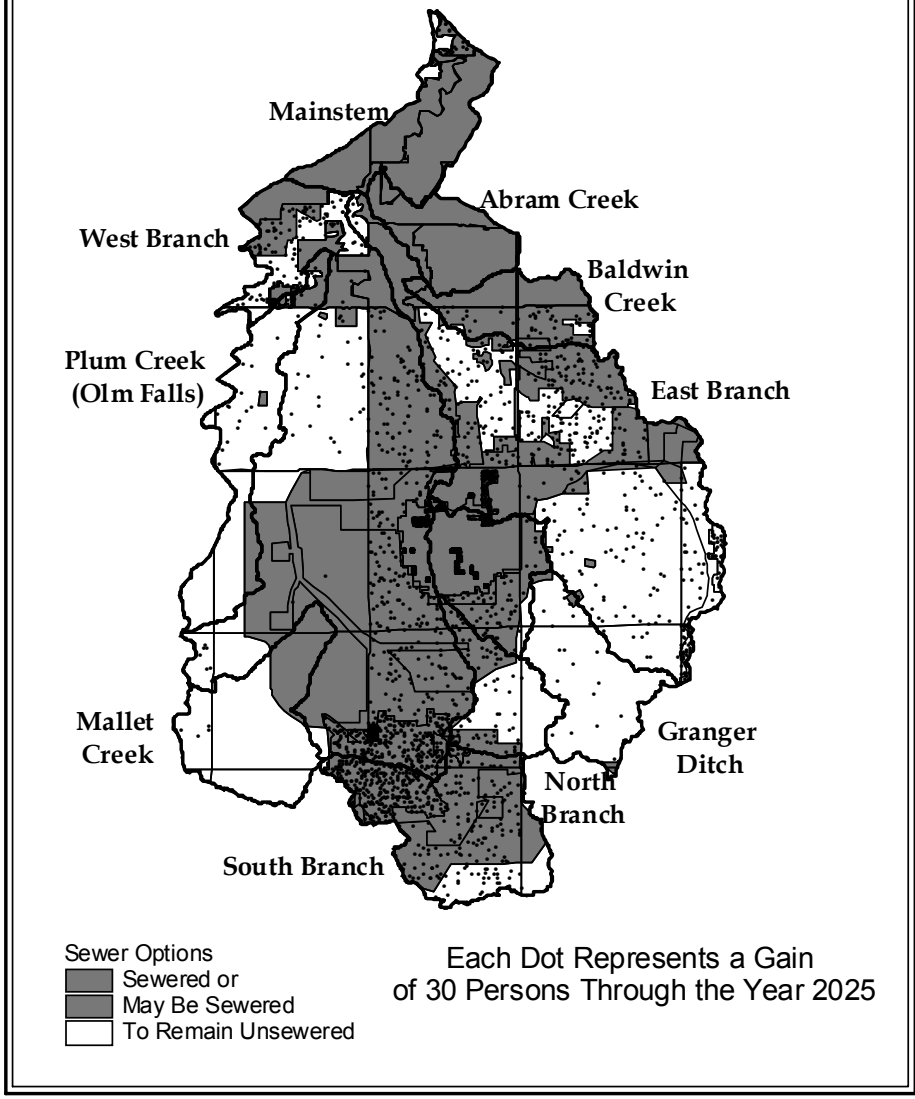 Mainstem
Abram Creek
West Branch
Baldwin
Creek
Plum Creek
(Olm Falls)
East Branch
Mallet
Creek
Granger
Ditch
North
Branch
South Branch
Sewer Options
Sewered or
May Be Sewered
To Remain Unsewered
Each Dot Represents a Gain
of 30 Persons Through the Year 2025